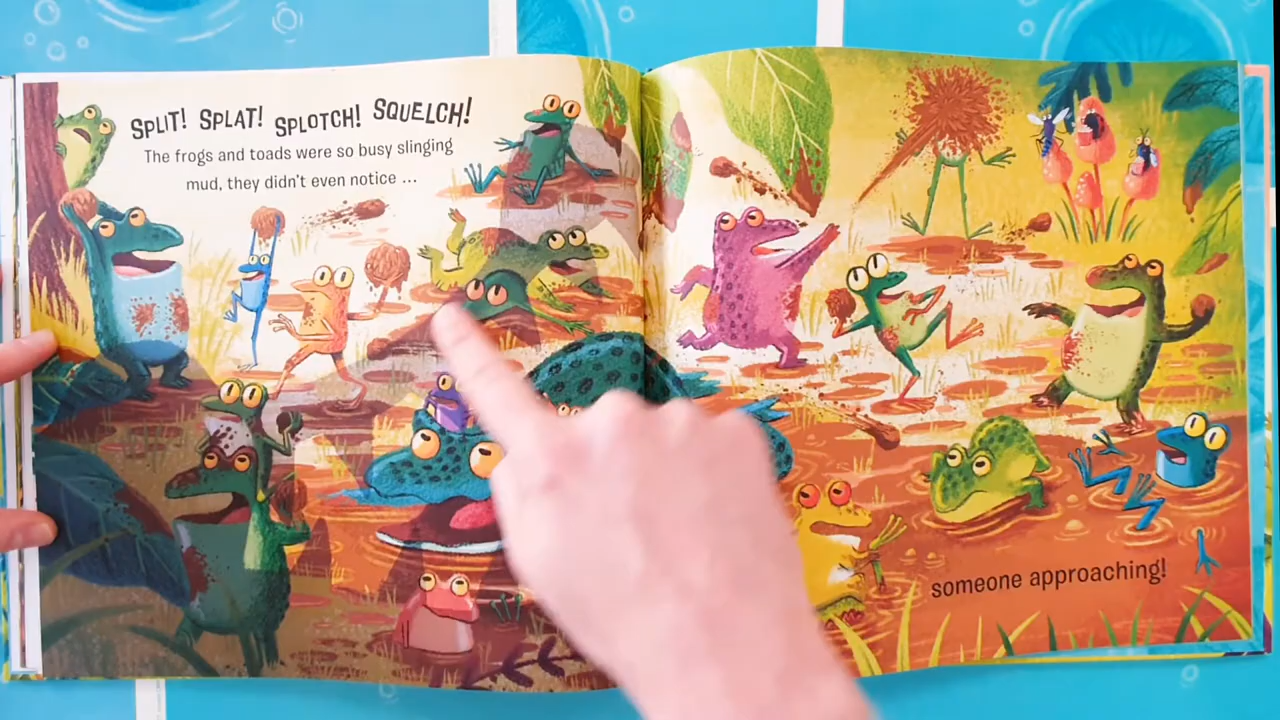 SPLIT! SPLAT! SPLOTCH! SQUELCH!
The frogs and toads were so busy slinging
mud, they didn't even notice ...
someone approaching!